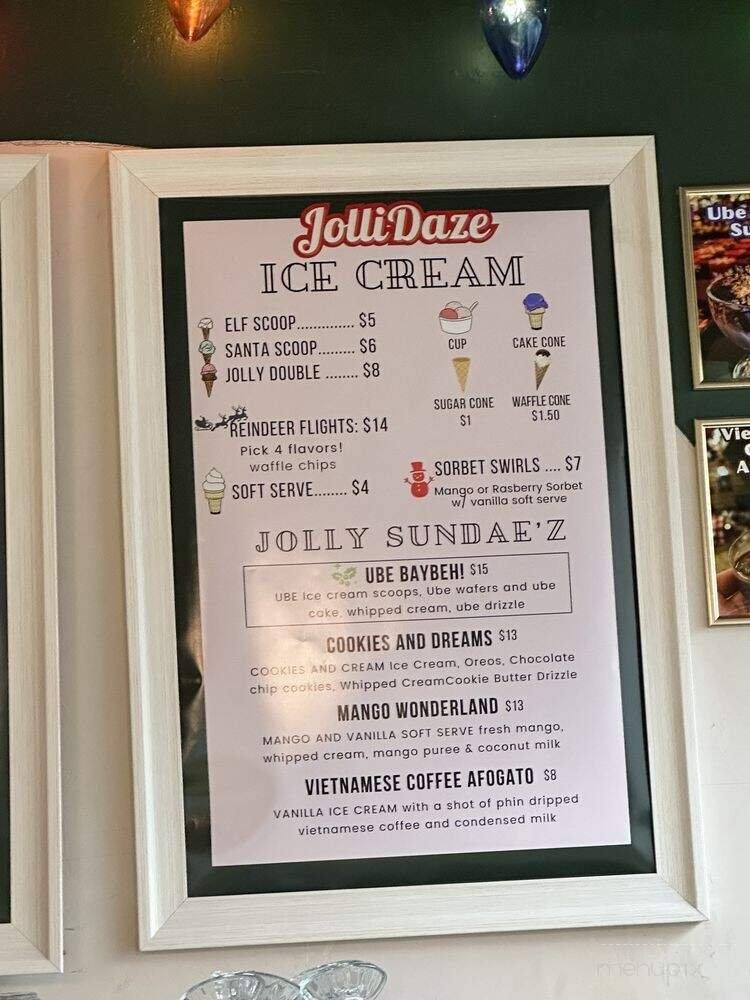 JolliDaze
ICE CREAM
ELF SCOOP.............. $5
SANTA SCOOP......... $6
JOLLY DOUBLE ........ $8
CUP
CAKE CONE
SUGAR CONE
$1
WAFFLE CONE
$1.50
REINDEER FLIGHTS: $14
Pick 4 flavors!
waffle chips
SOFT SERVE........ $4
SORBET SWIRLS .... $7
Mango or Rasberry Sorbet
w/ vanilla soft serve
JOLLY SUNDAE'Z
UBE BAYBEH! $15
UBE Ice cream scoops, Ube wafers and ube
cake, whipped cream, ube drizzle
COOKIES AND DREAMS $13
COOKIES AND CREAM Ice Cream, Oreos, Chocolate
chip cookies, Whipped CreamCookie Butter Drizzle
MANGO WONDERLAND $13
MANGO AND VANILLA SOFT SERVE fresh mango,
whipped cream, mango puree & coconut milk
VIETNAMESE COFFEE AFOGATO $8
VANILLA ICE CREAM with a shot of phin dripped
vietnamese coffee and condensed milk
Ube
Su
Vie
A
menupix